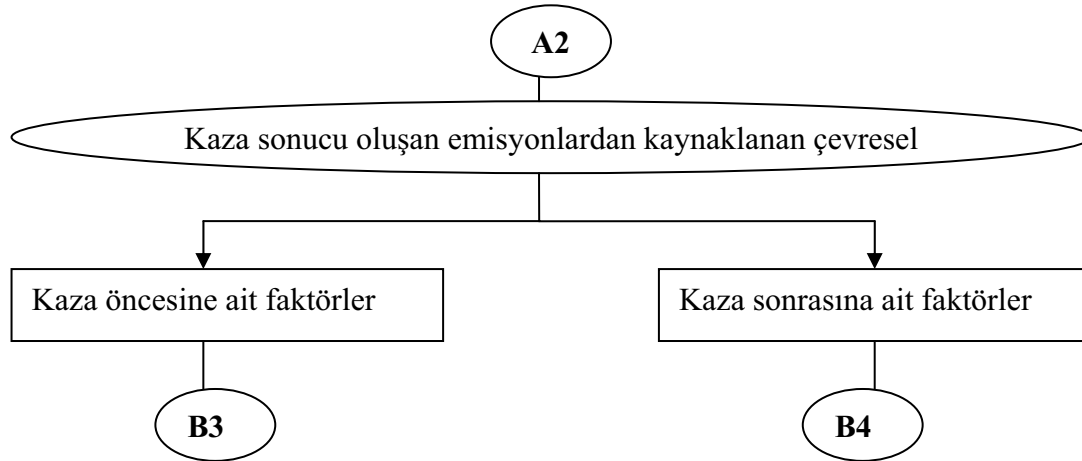 A2
Kaza sonucu oluşan emisyonlardan kaynaklanan çevresel
Kaza öncesine ait faktörler
Kaza sonrasına ait faktörler
B3
B4